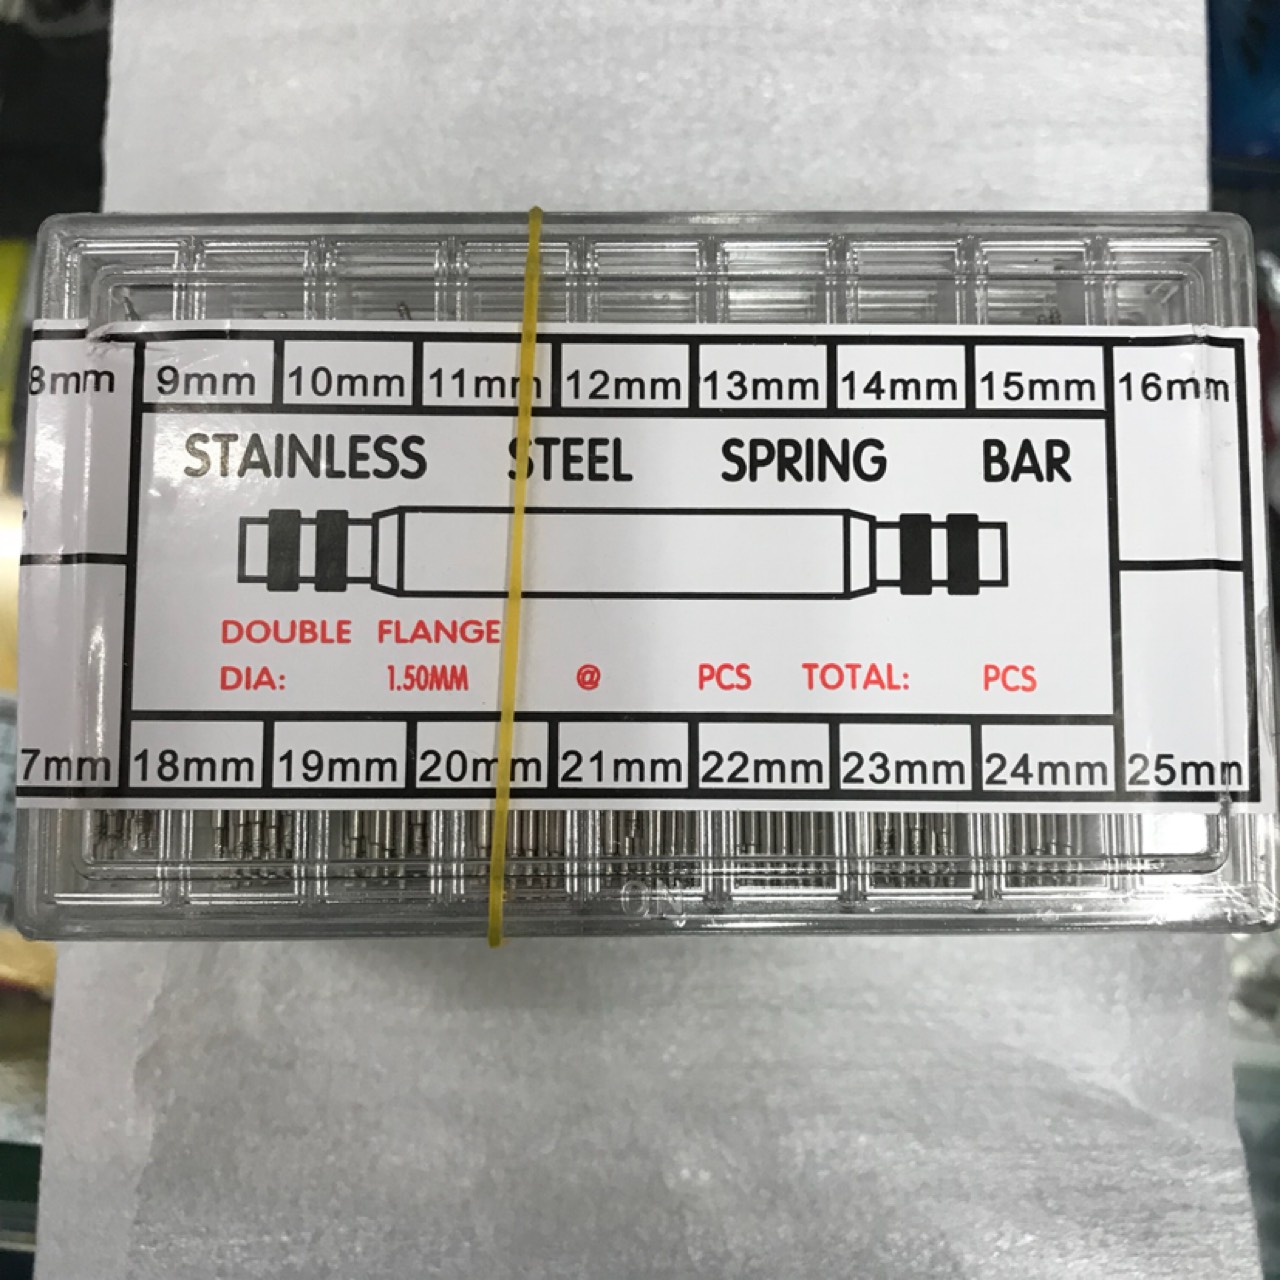 8mm 9mm 10mm 11mm 12mm 13mm 14mm 15mm 16mm
STAINLESS STEEL SPRING BAR
DOUBLE FLANGE
DIA: 1.50MM @ PCS TOTAL: PCS
7mm 18mm 19mm 20mm 21mm 22mm 23mm 24mm 25mm
ON